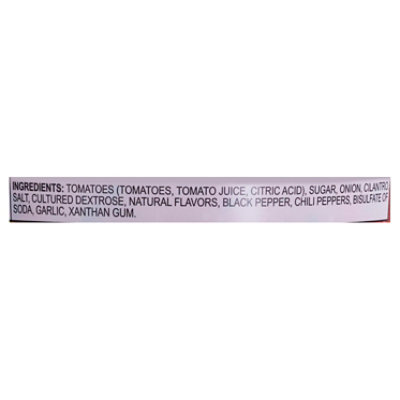 INGREDIENTS: TOMATOES (TOMATOES, TOMATO JUICE, CITRIC ACID), SUGAR, ONION, CILANTRO
SALT, CULTURED DEXTROSE, NATURAL FLAVORS, BLACK PEPPER, CHILI PEPPERS, BISULFATE OF
SODA, GARLIC, XANTHAN GUM.